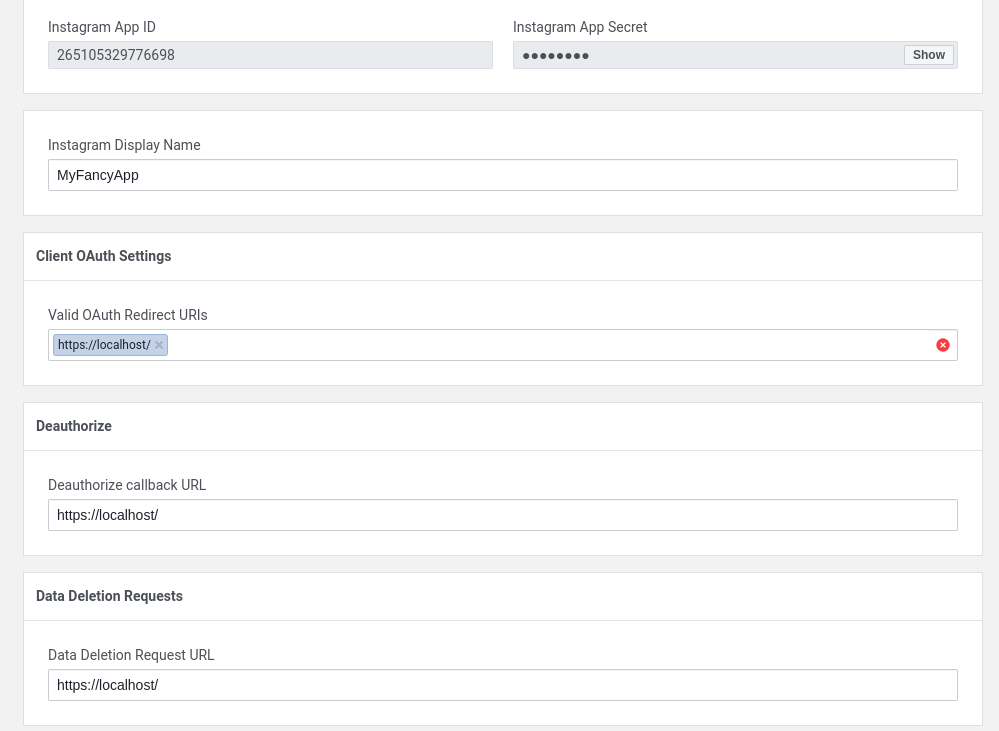 Instagram App ID
Instagram App Secret
265105329776698
●●●●●●●●
Show
Instagram Display Name
MyFancyApp
Client OAuth Settings
Valid OAuth Redirect URIs
https://localhost/
Deauthorize
Deauthorize callback URL
https://localhost/
Data Deletion Requests
Data Deletion Request URL
https://localhost/